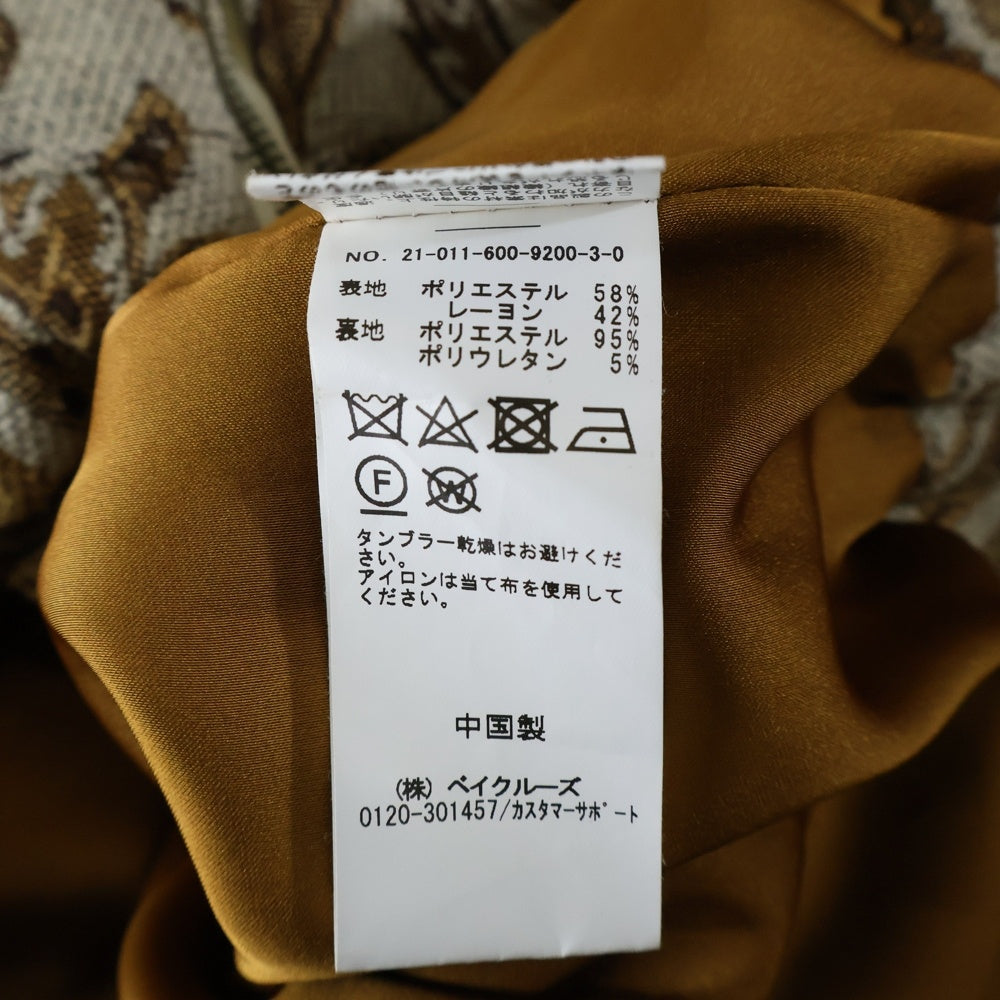 NO. 21-011-600-9200-3-0
表地 ポリエステル 58%
レーヨン 42%
裏地 ポリエステル 95%
ポリウレタン 5%
F
W
タンブラー乾燥はお避けくだ
さい。
アイロンは当て布を使用して
ください。
中国製
(株) ベイクルーズ
0120-301457/カスタマーサポート